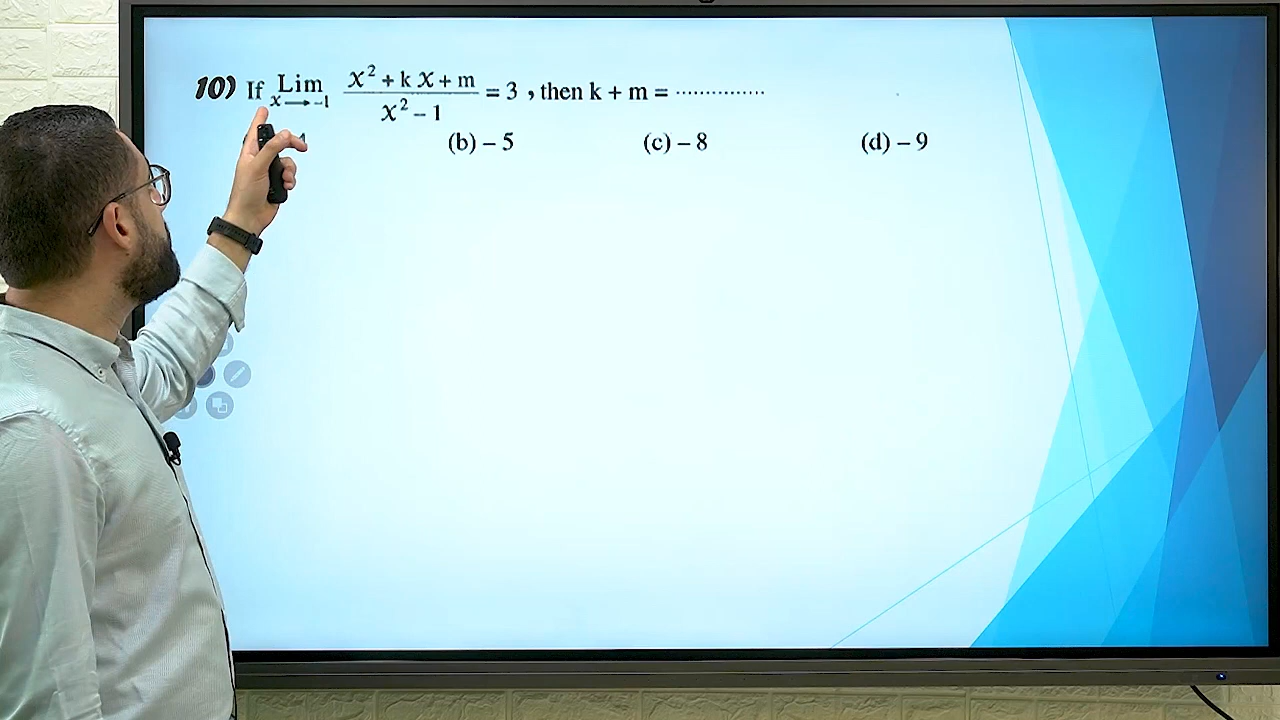 10) If Lim x⟶−1 (x² + k x + m)/(x² − 1) = 3 , then k + m = ...............
(b) – 5 (c) – 8 (d) – 9